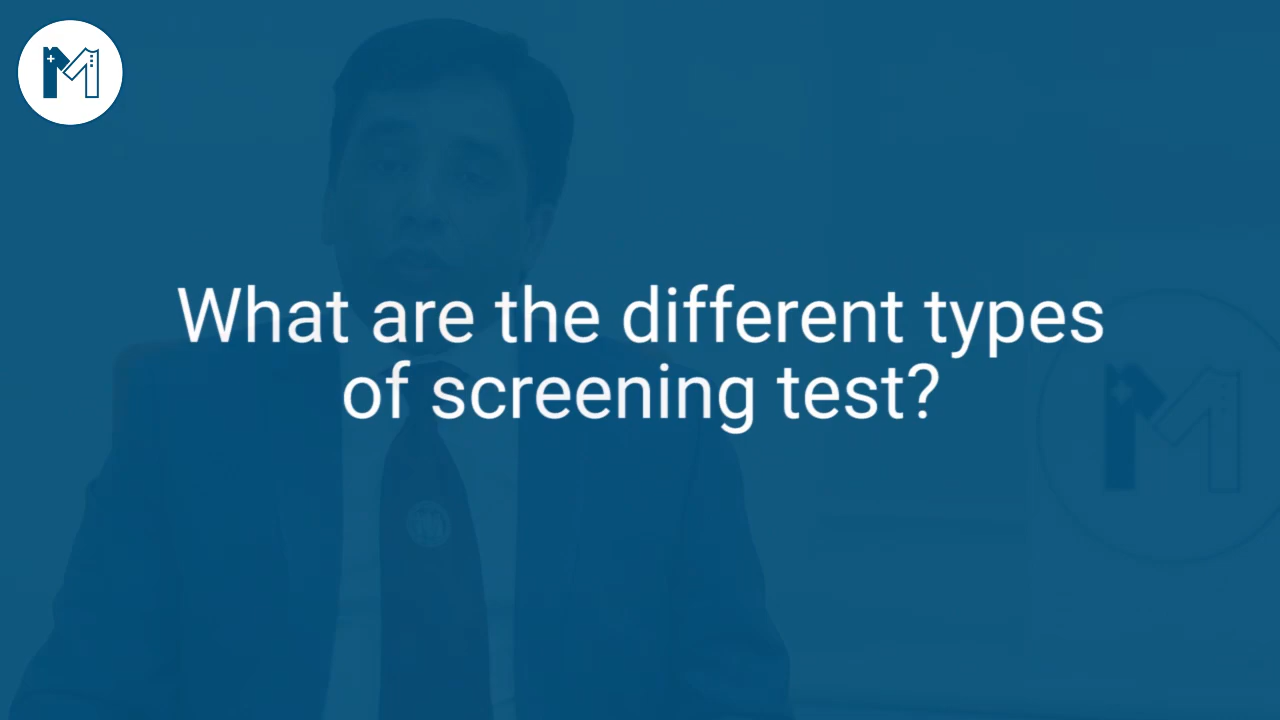 What are the different types
of screening test?